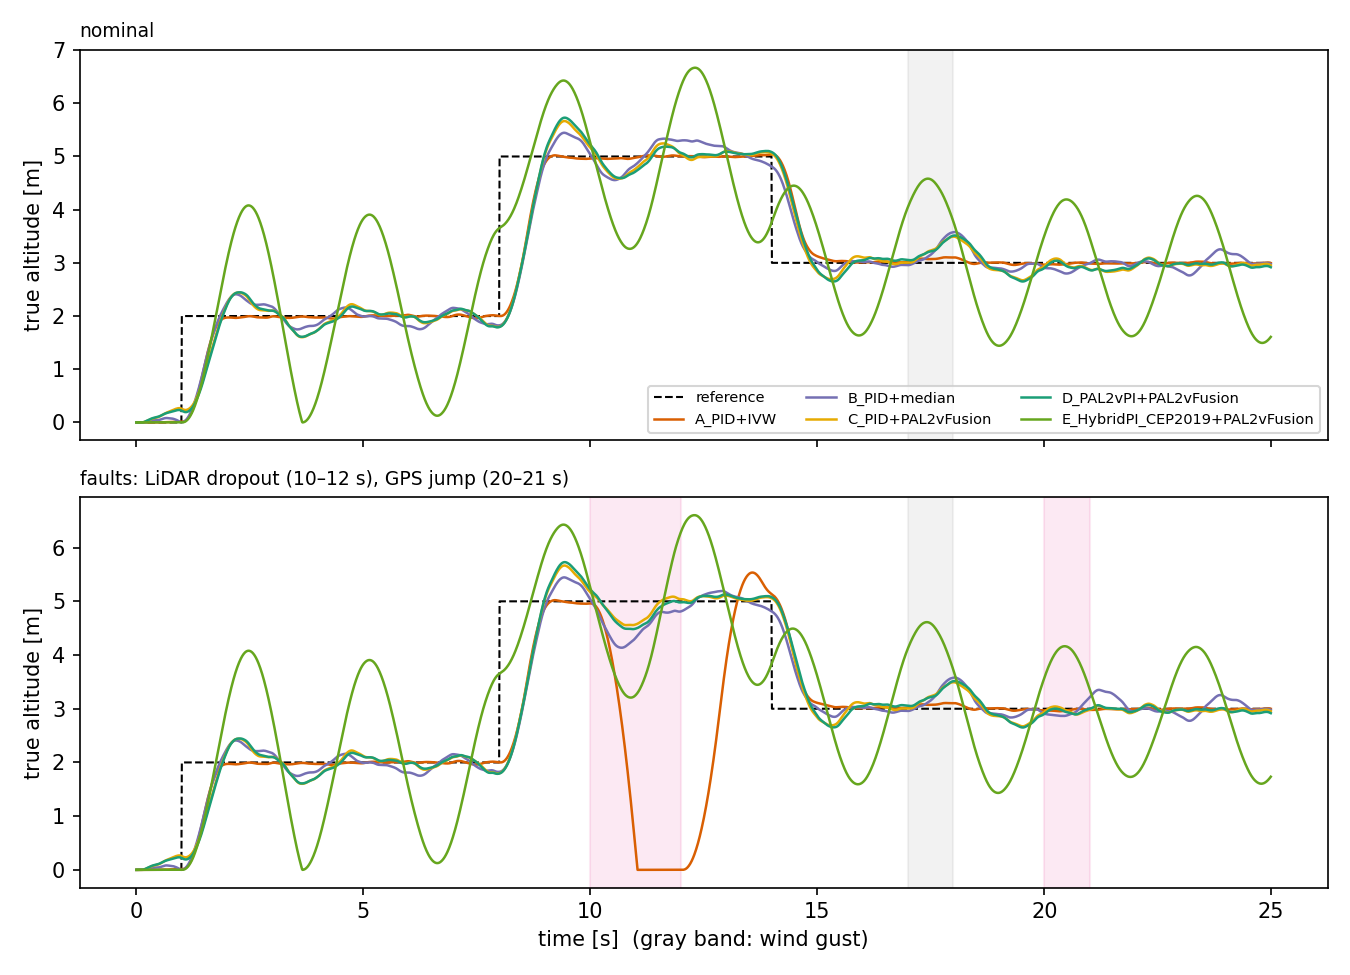 nominal
7
6
5
4
3
2
1
0
true altitude [m]
reference
A_PID+IVW
B_PID+median
C_PID+PAL2vFusion
D_PAL2vPI+PAL2vFusion
E_HybridPI_CEP2019+PAL2vFusion
faults: LiDAR dropout (10–12 s), GPS jump (20–21 s)
6
5
4
3
2
1
0
true altitude [m]
0 5 10 15 20 25
time [s]  (gray band: wind gust)